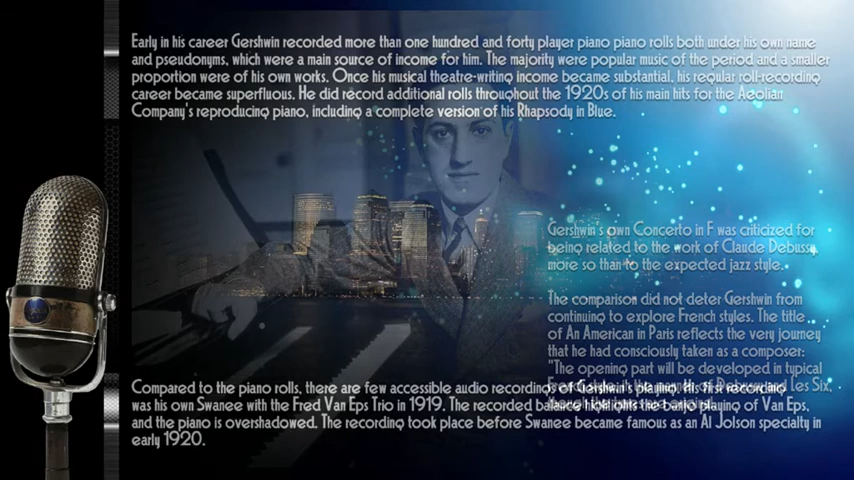 Early in his career Gershwin recorded more than one hundred and forty player piano piano rolls both under his own name
and pseudonyms, which were a main source of income for him. The majority were popular music of the period and a smaller
proportion were of his own works. Once his musical theatre-writing income became substantial, his regular roll-recording
career became superfluous. He did record additional rolls throughout the 1920s of his main hits for the Aeolian
Company's reproducing piano, including a complete version of his Rhapsody in Blue.
Gershwin's own Concerto in F was criticized for
being related to the work of Claude Debussy,
more so than to the expected jazz style.
The comparison did not deter Gershwin from
continuing to explore French styles. The title
of An American in Paris reflects the very journey
that he had consciously taken as a composer:
"The opening part will be developed in typical
Les Six,
Compared to the piano rolls, there are few accessible audio recordings of Gershwin's playing. His first recording
was his own Swanee with the Fred Van Eps Trio in 1919. The recorded balance highlights the banjo playing of Van Eps,
and the piano is overshadowed. The recording took place before Swanee became famous as an Al Jolson specialty in
early 1920.